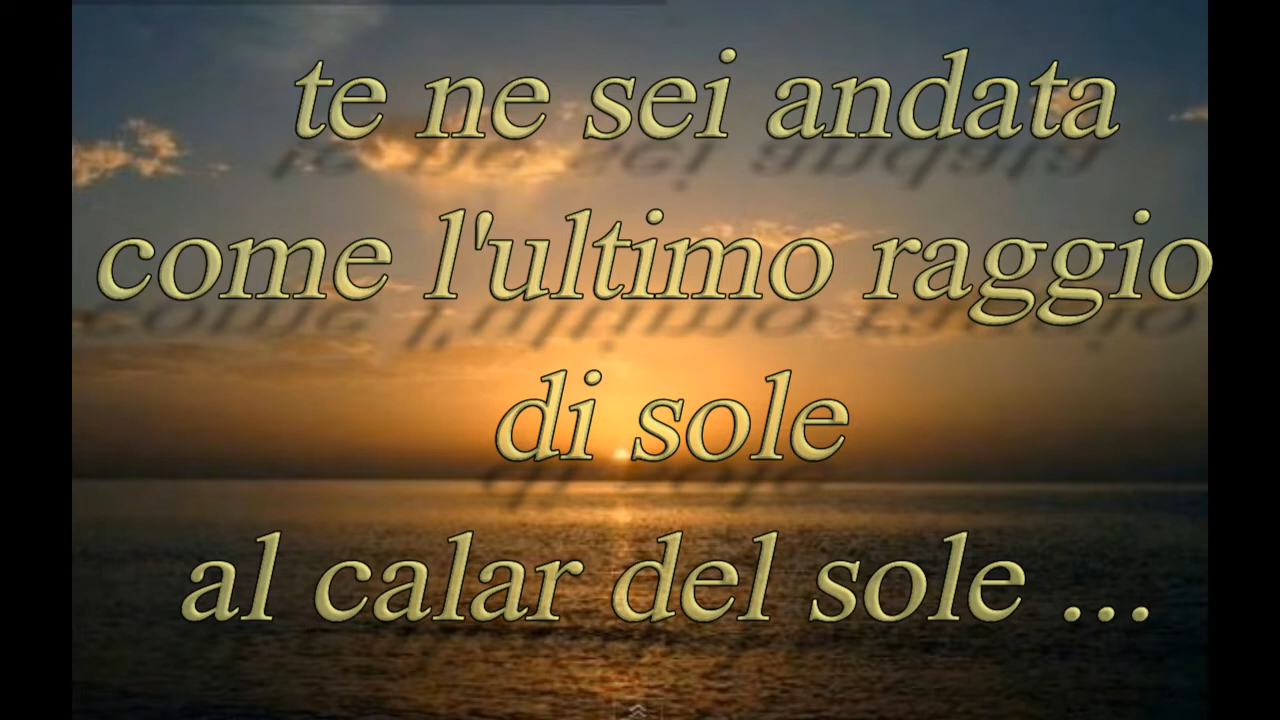 te ne sei andata
come l'ultimo raggio
di sole
al calar del sole ...